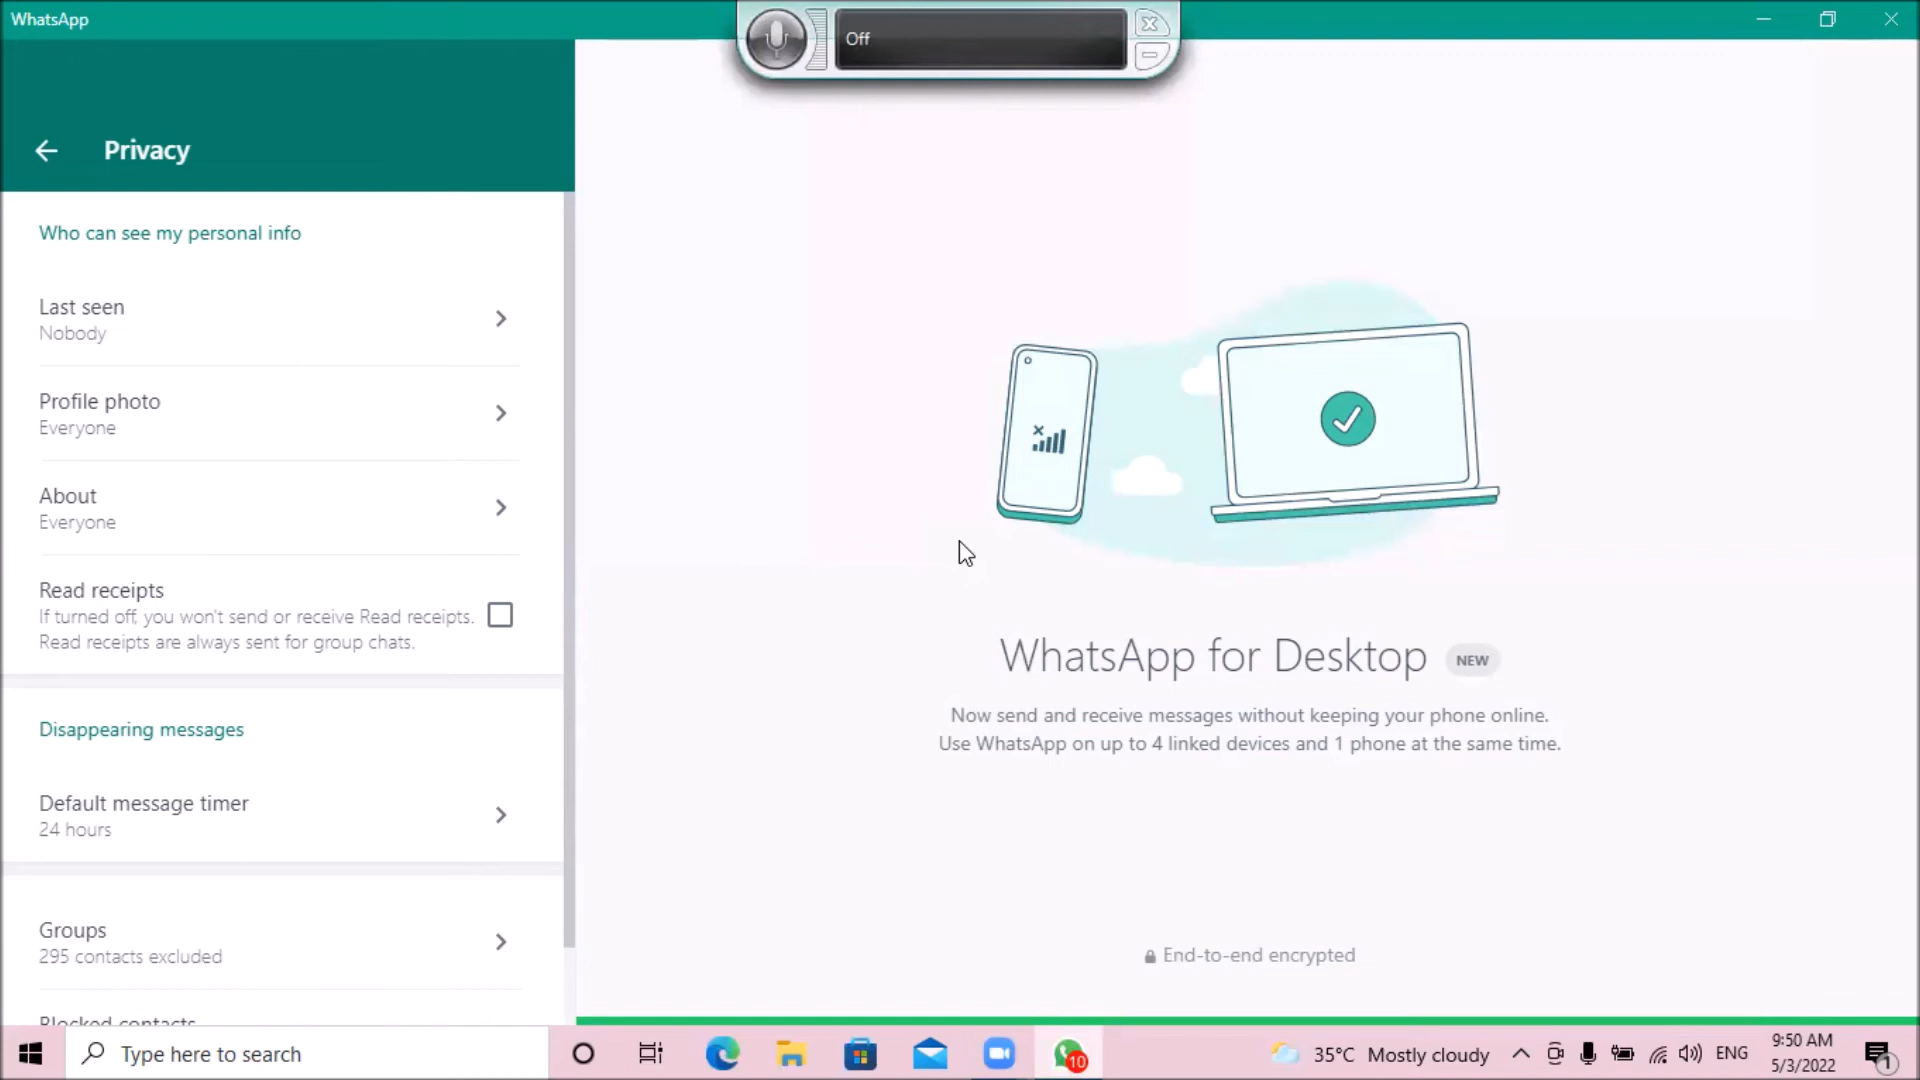 WhatsApp
Off
Privacy
Who can see my personal info
Last seen
Nobody
Profile photo
Everyone
About
Everyone
Read receipts
If turned off, you won't send or receive Read receipts.
Read receipts are always sent for group chats.
Disappearing messages
Default message timer
24 hours
Groups
295 contacts excluded
Blocked contacts
WhatsApp for Desktop NEW
Now send and receive messages without keeping your phone online.
Use WhatsApp on up to 4 linked devices and 1 phone at the same time.
End-to-end encrypted
Type here to search
10
35°C Mostly cloudy
ENG
9:50 AM
5/3/2022
1